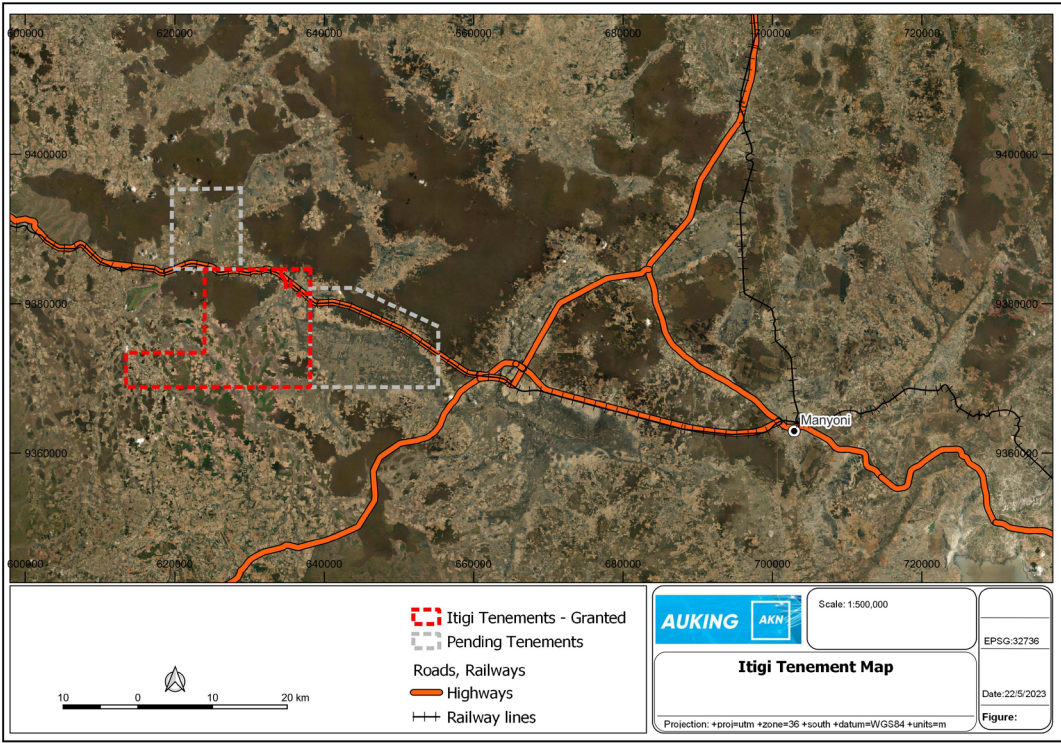 600000 620000 640000 660000 680000 700000 720000
9400000 9400000
9380000 9380000
Manyoni
9360000 9360000
600000 620000 640000 660000 680000 700000 720000
Itigi Tenements - Granted
Pending Tenements
Roads, Railways
Highways
Railway lines
10 0 10 20 km
AUKING AKN
Scale: 1:500,000
EPSG:32736
Itigi Tenement Map
Date:22/5/2023
Figure:
Projection: +proj=utm +zone=36 +south +datum=WGS84 +units=m